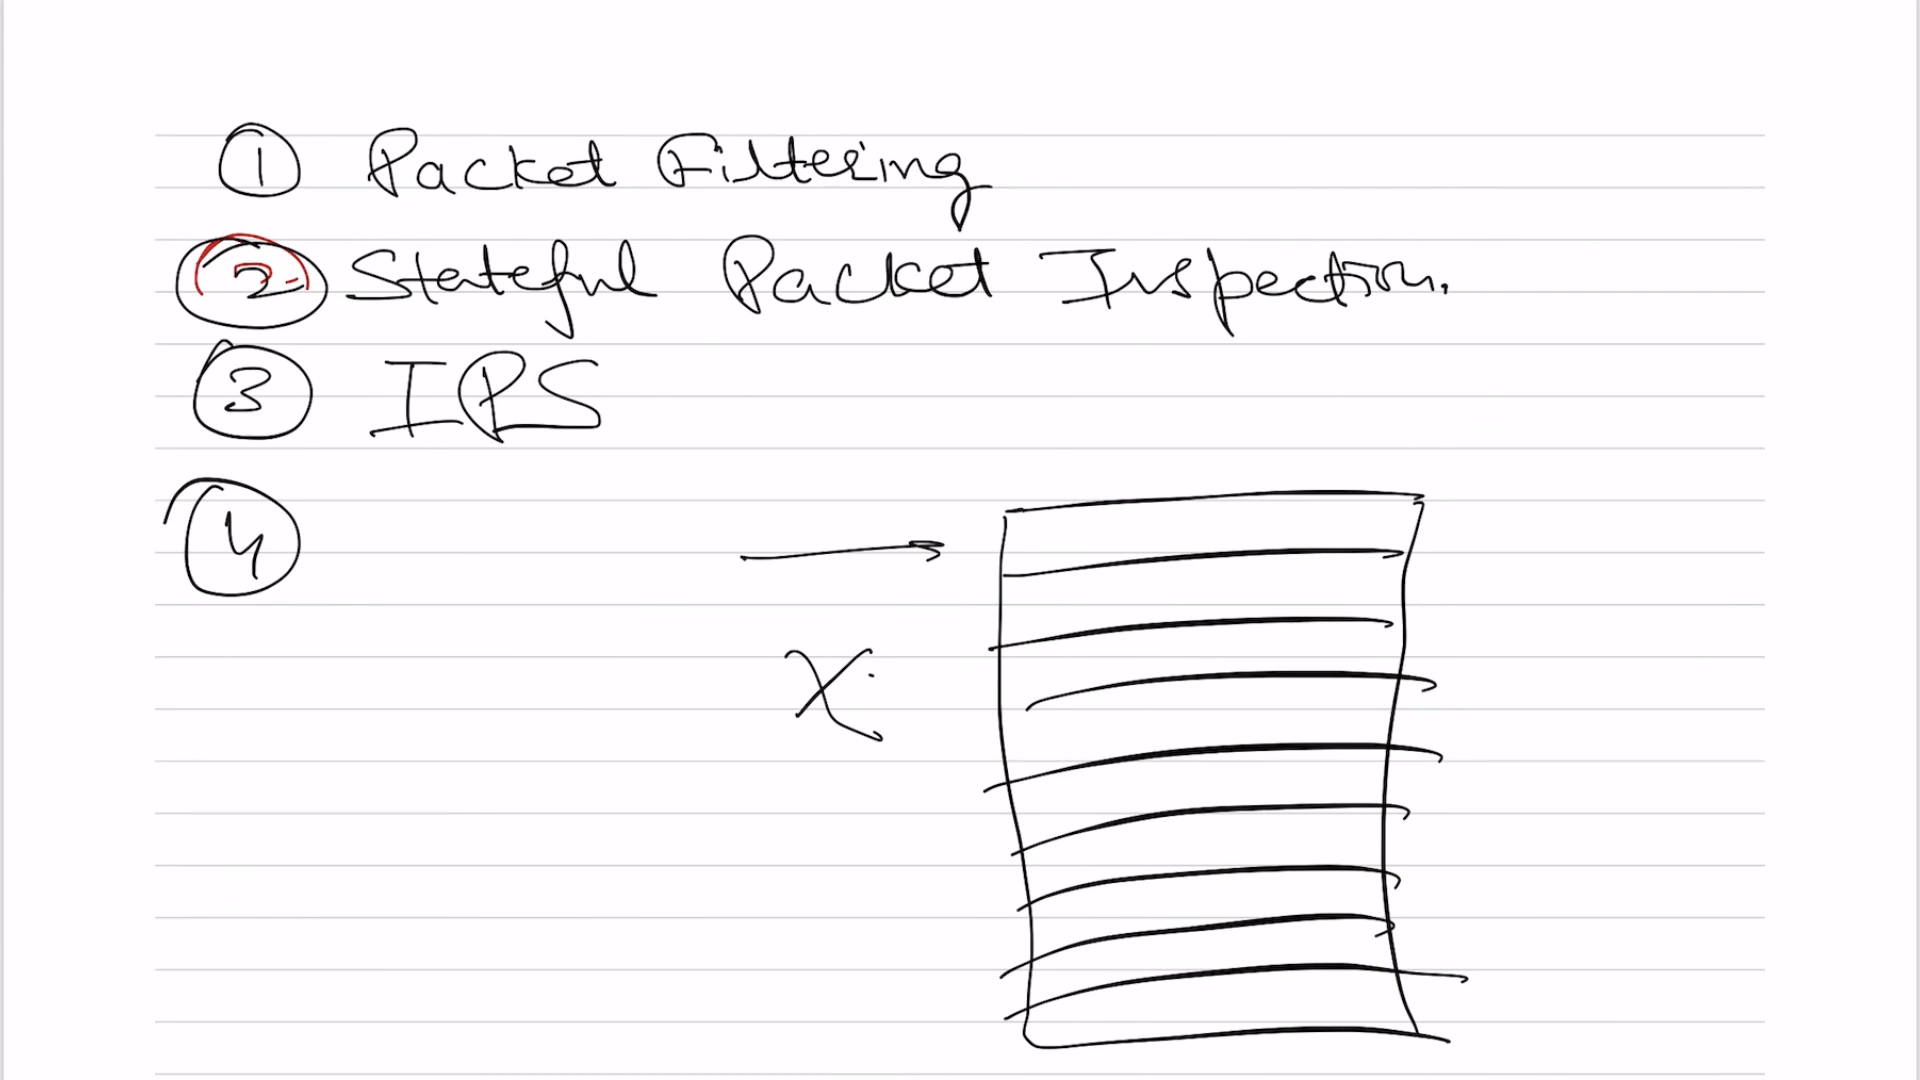 1 Packet Filtering
2 Stateful Packet Inspection.
3 IPS
4
X